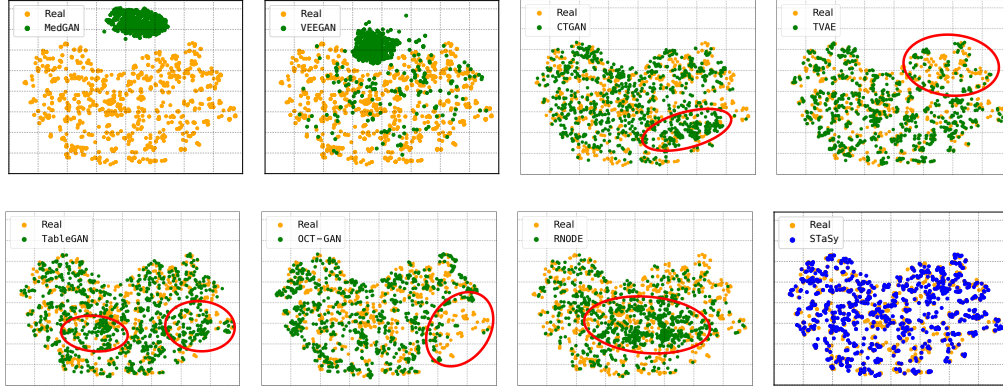 Real
MedGAN
Real
VEEGAN
Real
CTGAN
Real
TVAE
Real
TableGAN
Real
OCT-GAN
Real
RNODE
Real
STaSy